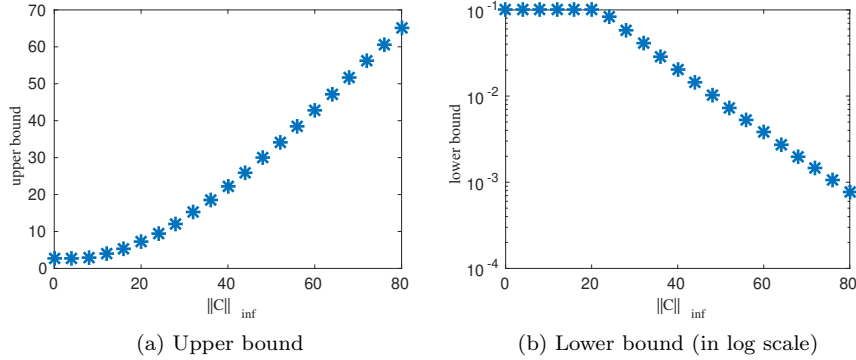 70
60
50
40
30
20
10
0
upper bound
0 20 40 60 80
||C|| inf
(a) Upper bound
10^-1
10^-2
10^-3
10^-4
lower bound
0 20 40 60 80
||C|| inf
(b) Lower bound (in log scale)